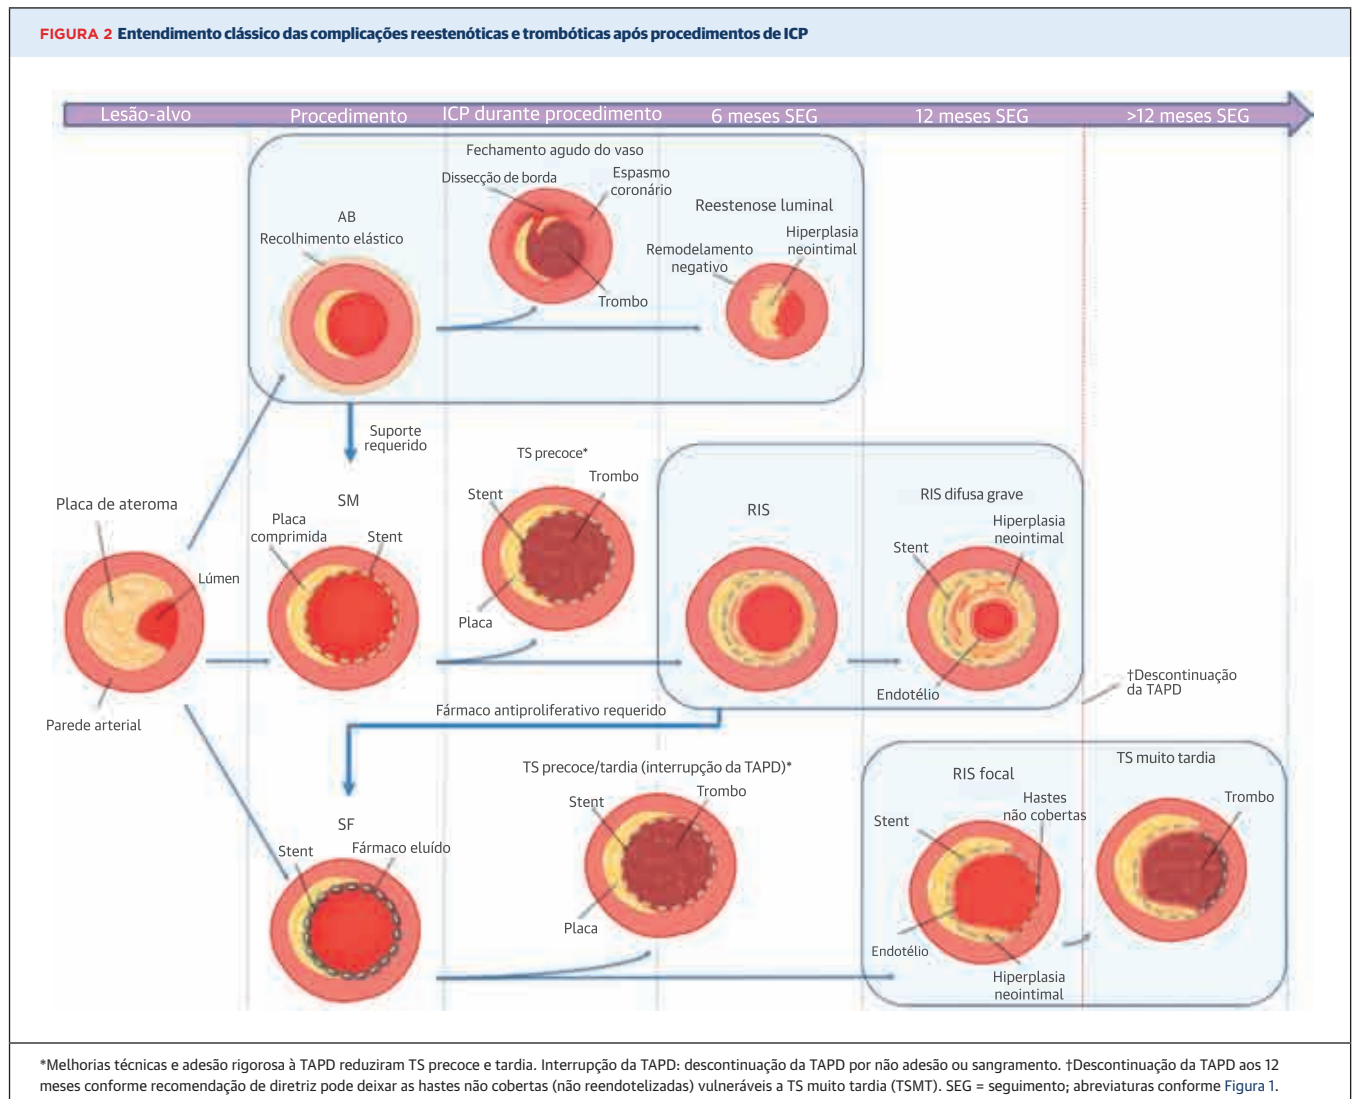 FIGURA 2 Entendimento clássico das complicações reestenóticas e trombóticas após procedimentos de ICP
Lesão-alvo
Procedimento
ICP durante procedimento
6 meses SEG
12 meses SEG
>12 meses SEG
Fechamento agudo do vaso
Dissecção de borda
Espasmo
coronário
Trombo
AB
Recolhimento elástico
Reestenose luminal
Remodelamento
negativo
Hiperplasia
neointimal
Suporte
requerido
Placa de ateroma
Lúmen
Parede arterial
SM
Placa
comprimida
Stent
TS precoce*
Stent
Trombo
Placa
RIS
RIS difusa grave
Stent
Hiperplasia
neointimal
Endotélio
†Descontinuação
da TAPD
Fármaco antiproliferativo requerido
SF
Stent
Fármaco eluído
TS precoce/tardia (interrupção da TAPD)*
Stent
Trombo
Placa
RIS focal
Stent
Hastes
não cobertas
Endotélio
Hiperplasia
neointimal
TS muito tardia
Trombo
*Melhorias técnicas e adesão rigorosa à TAPD reduziram TS precoce e tardia. Interrupção da TAPD: descontinuação da TAPD por não adesão ou sangramento. †Descontinuação da TAPD aos 12
meses conforme recomendação de diretriz pode deixar as hastes não cobertas (não reendotelizadas) vulneráveis a TS muito tardia (TSMT). SEG = seguimento; abreviaturas conforme Figura 1.